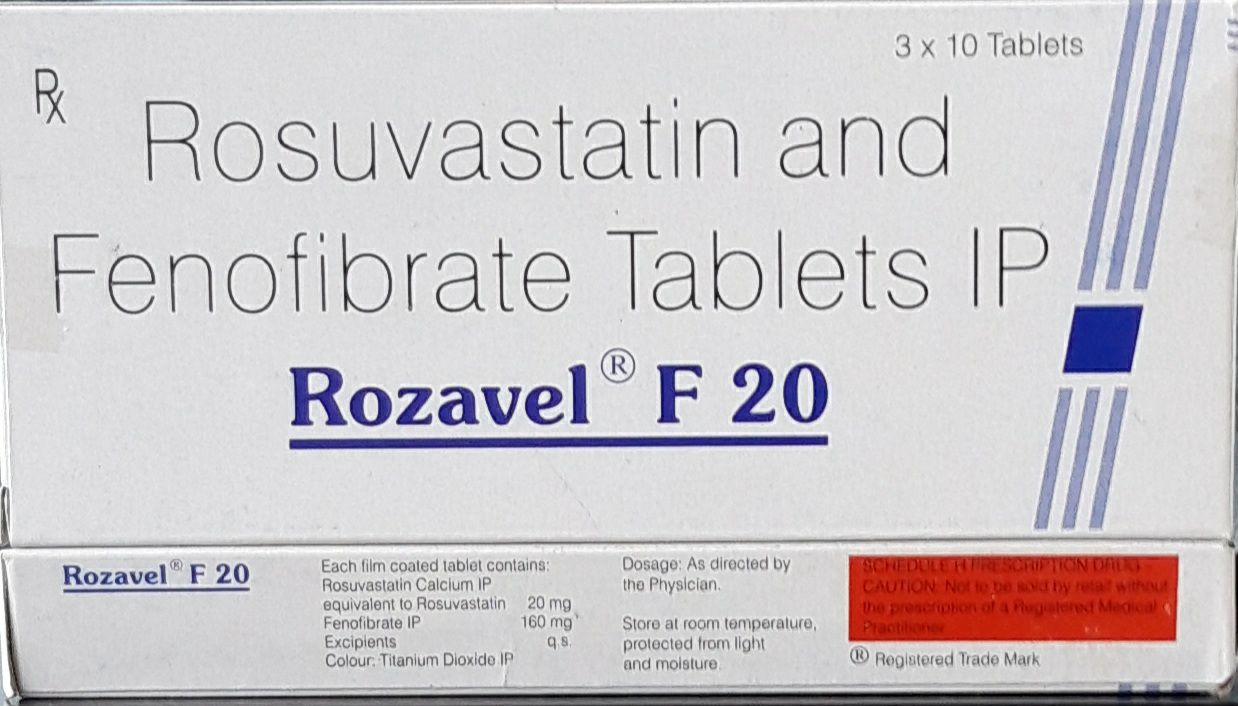 3 x 10 Tablets
Rx
Rosuvastatin and
Fenofibrate Tablets IP
Rozavel® F 20
Rozavel® F 20
Each film coated tablet contains:
Rosuvastatin Calcium IP
equivalent to Rosuvastatin 20 mg
Fenofibrate IP 160 mg
Excipients q.s.
Colour: Titanium Dioxide IP
Dosage: As directed by
the Physician.
Store at room temperature,
protected from light
and moisture.
SCHEDULE H PRESCRIPTION DRUG -
CAUTION: Not to be sold by retail without
the prescription of a Registered Medical
Practitioner
® Registered Trade Mark